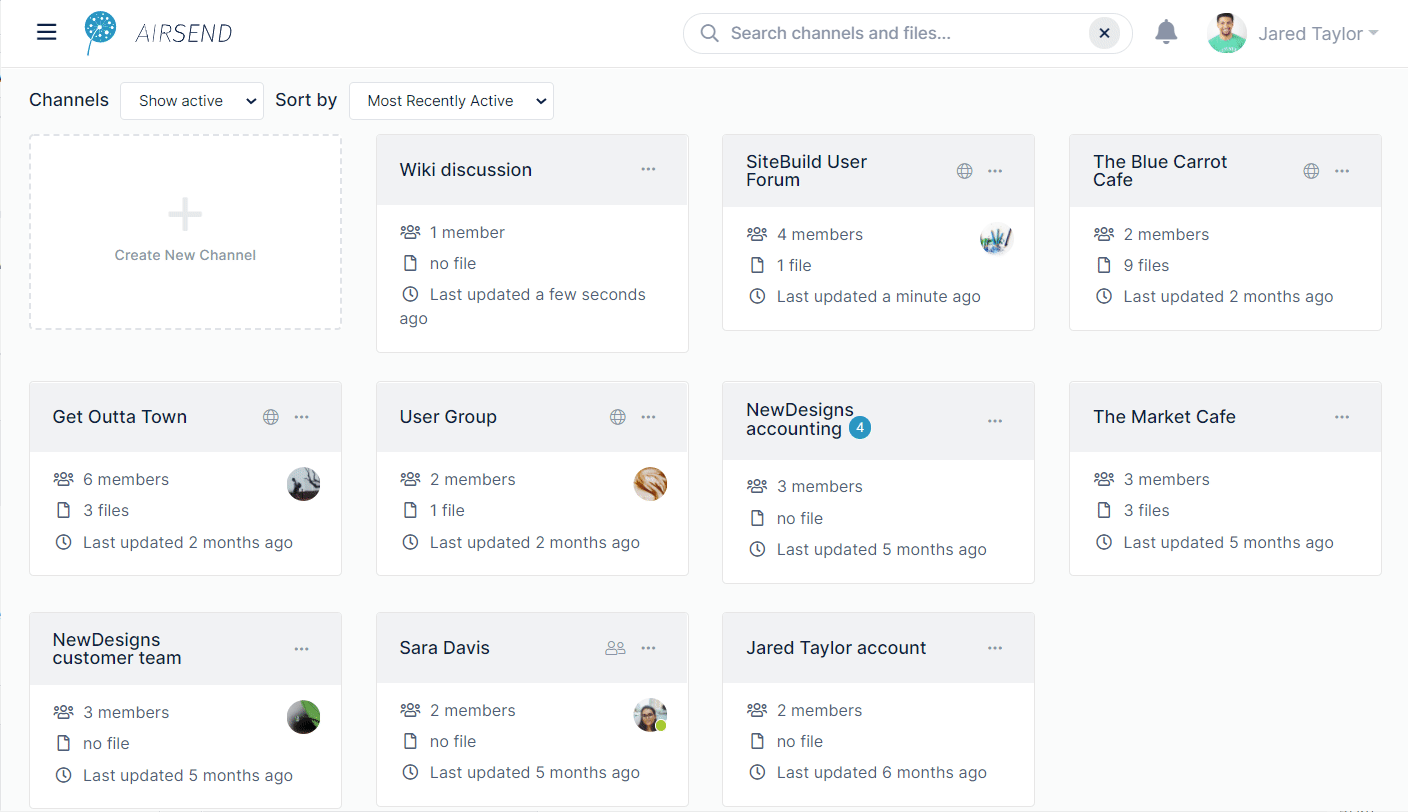 AIRSEND
Search channels and files...
Jared Taylor
Channels
Show active
Sort by
Most Recently Active
Create New Channel
Wiki discussion
1 member
no file
Last updated a few seconds
ago
SiteBuild User
Forum
4 members
1 file
Last updated a minute ago
The Blue Carrot
Cafe
2 members
9 files
Last updated 2 months ago
Get Outta Town
6 members
3 files
Last updated 2 months ago
User Group
2 members
1 file
Last updated 2 months ago
NewDesigns
accounting 4
3 members
no file
Last updated 5 months ago
The Market Cafe
3 members
3 files
Last updated 5 months ago
NewDesigns
customer team
3 members
no file
Last updated 5 months ago
Sara Davis
2 members
no file
Last updated 5 months ago
Jared Taylor account
2 members
no file
Last updated 6 months ago